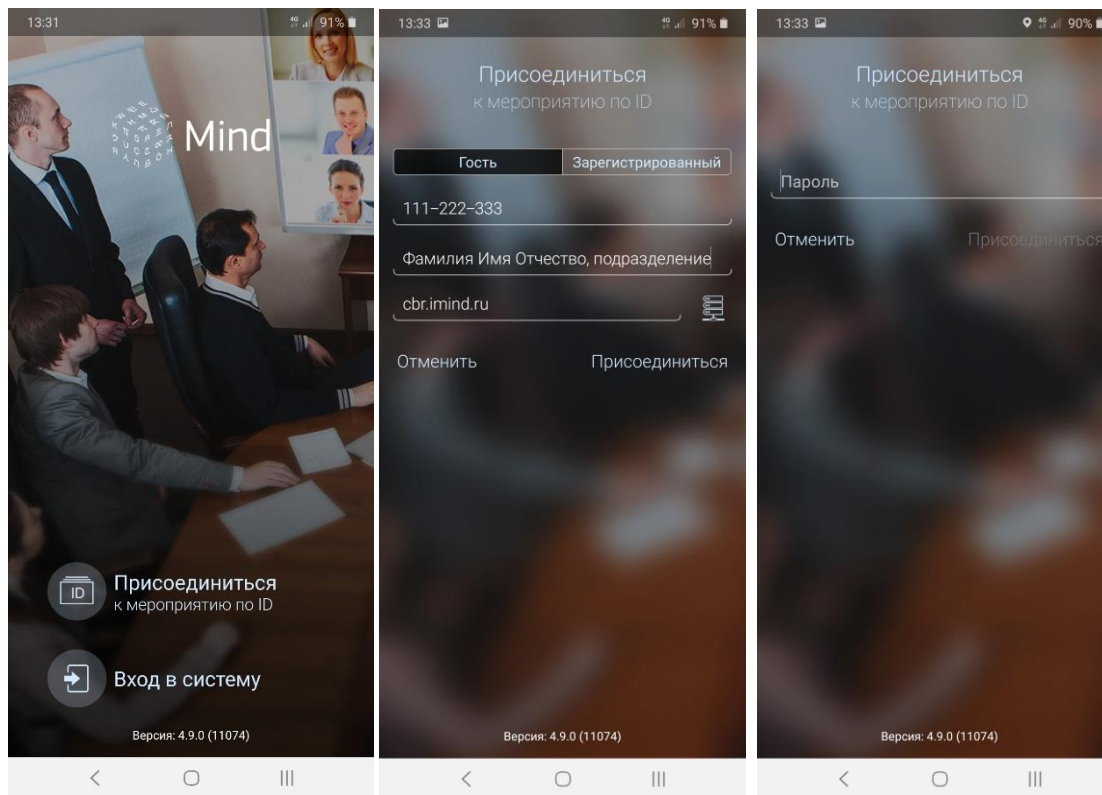 13:31
4G 91%
Mind
ID
Присоединиться
к мероприятию по ID
Вход в систему
Версия: 4.9.0 (11074)
13:33
4G 91%
Присоединиться
к мероприятию по ID
Гость Зарегистрированный
111-222-333
Фамилия Имя Отчество, подразделение
cbr.imind.ru
Отменить Присоединиться
Версия: 4.9.0 (11074)
13:33
4G 90%
Присоединиться
к мероприятию по ID
Пароль
Отменить Присоединиться
Версия: 4.9.0 (11074)